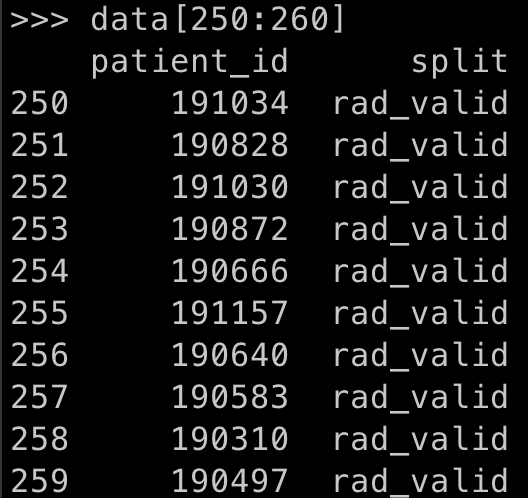 >>> data[250:260]
     patient_id      split
250      191034  rad_valid
251      190828  rad_valid
252      191030  rad_valid
253      190872  rad_valid
254      190666  rad_valid
255      191157  rad_valid
256      190640  rad_valid
257      190583  rad_valid
258      190310  rad_valid
259      190497  rad_valid